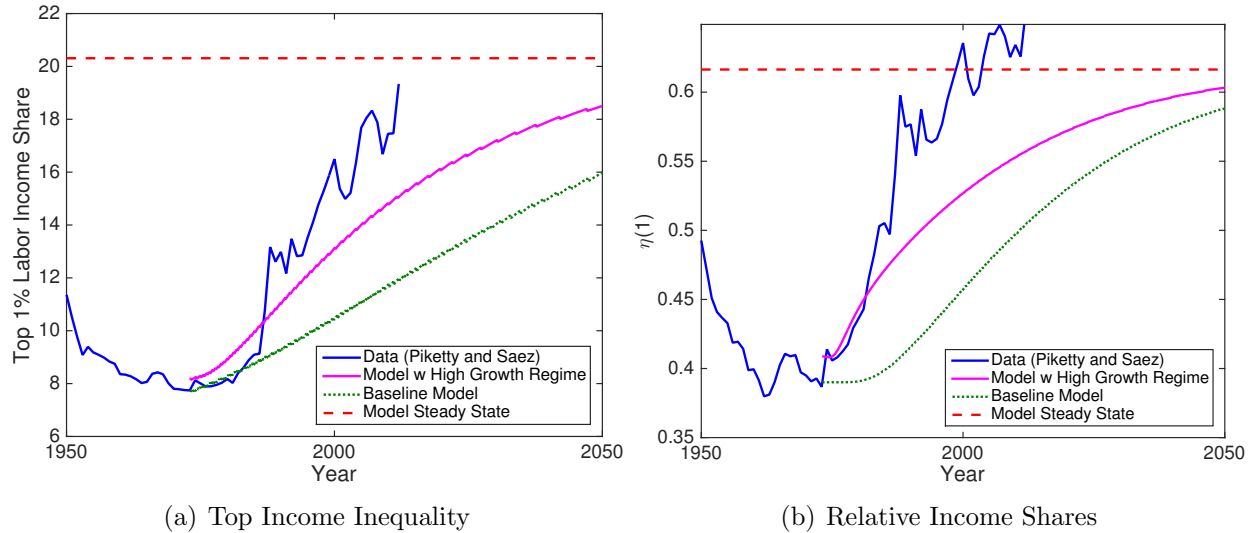 22
20
18
16
14
12
10
8
6
1950
2000
2050
Top 1% Labor Income Share
Year
Data (Piketty and Saez)
Model w High Growth Regime
Baseline Model
Model Steady State
(a) Top Income Inequality
0.6
0.55
0.5
0.45
0.4
0.35
1950
2000
2050
η(1)
Year
Data (Piketty and Saez)
Model w High Growth Regime
Baseline Model
Model Steady State
(b) Relative Income Shares